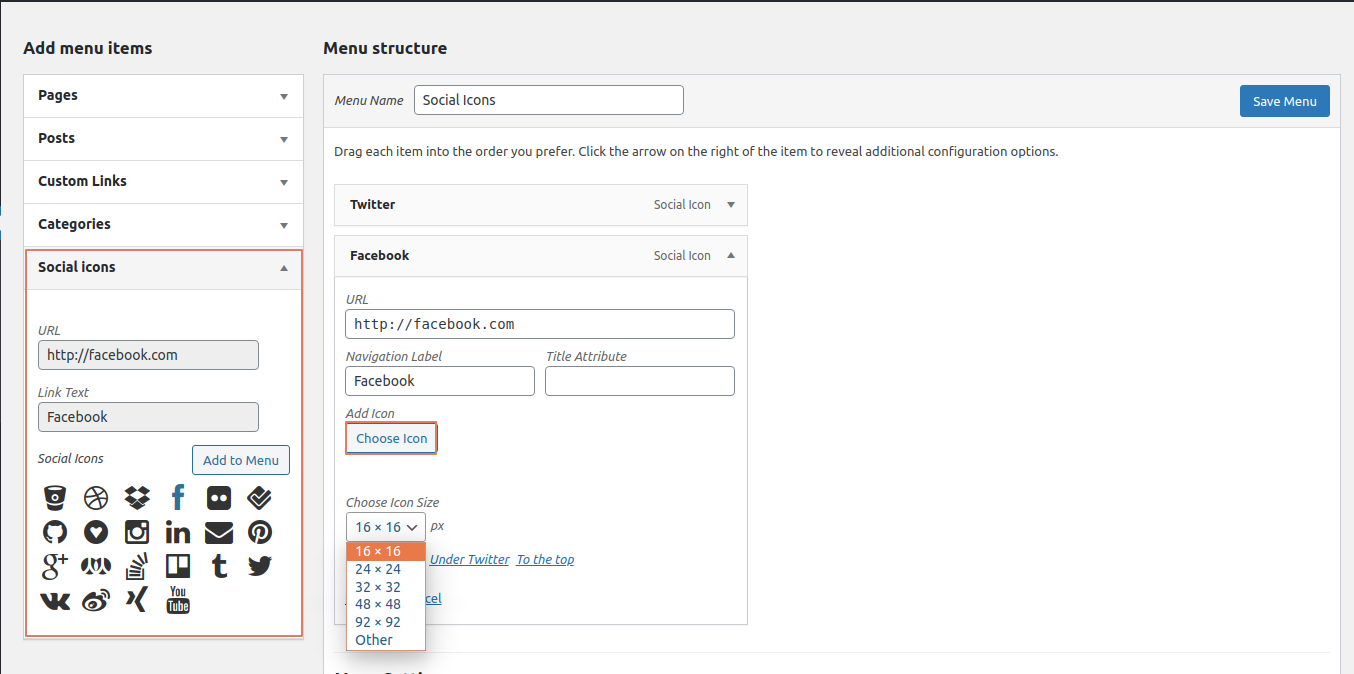 Add menu items
Pages
Posts
Custom Links
Categories
Social icons
URL
http://facebook.com
Link Text
Facebook
Social Icons
Add to Menu
You
Tube
Menu structure
Menu Name
Social Icons
Save Menu
Drag each item into the order you prefer. Click the arrow on the right of the item to reveal additional configuration options.
Twitter Social Icon
Facebook Social Icon
URL
http://facebook.com
Navigation Label Title Attribute
Facebook
Add Icon
Choose Icon
Choose Icon Size
16 × 16 px
16 × 16
24 × 24
32 × 32
48 × 48
92 × 92
Other
Under Twitter To the top